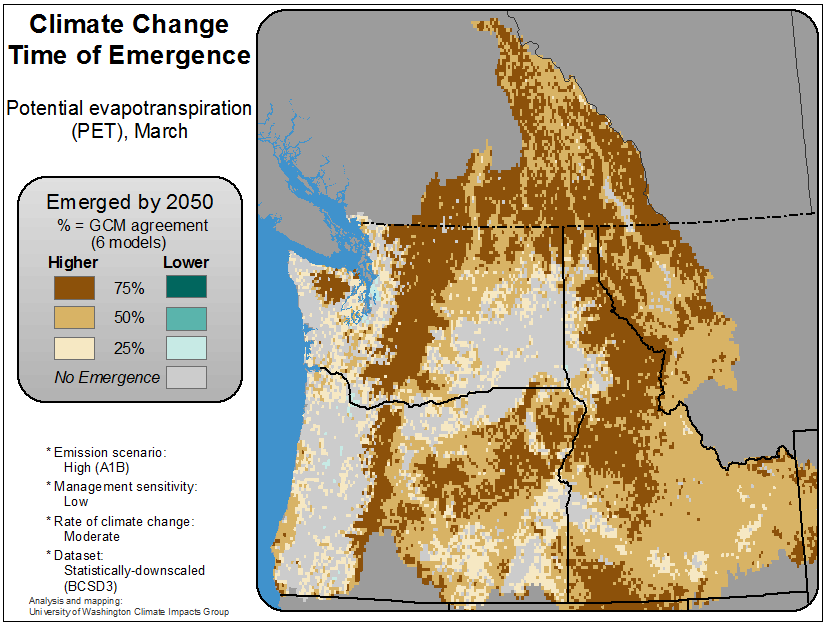 Climate Change
Time of Emergence
Potential evapotranspiration
(PET), March
Emerged by 2050
% = GCM agreement
(6 models)
Higher Lower
75%
50%
25%
No Emergence
* Emission scenario:
High (A1B)
* Management sensitivity:
Low
* Rate of climate change:
Moderate
* Dataset:
Statistically-downscaled
(BCSD3)
Analysis and mapping:
University of Washington Climate Impacts Group